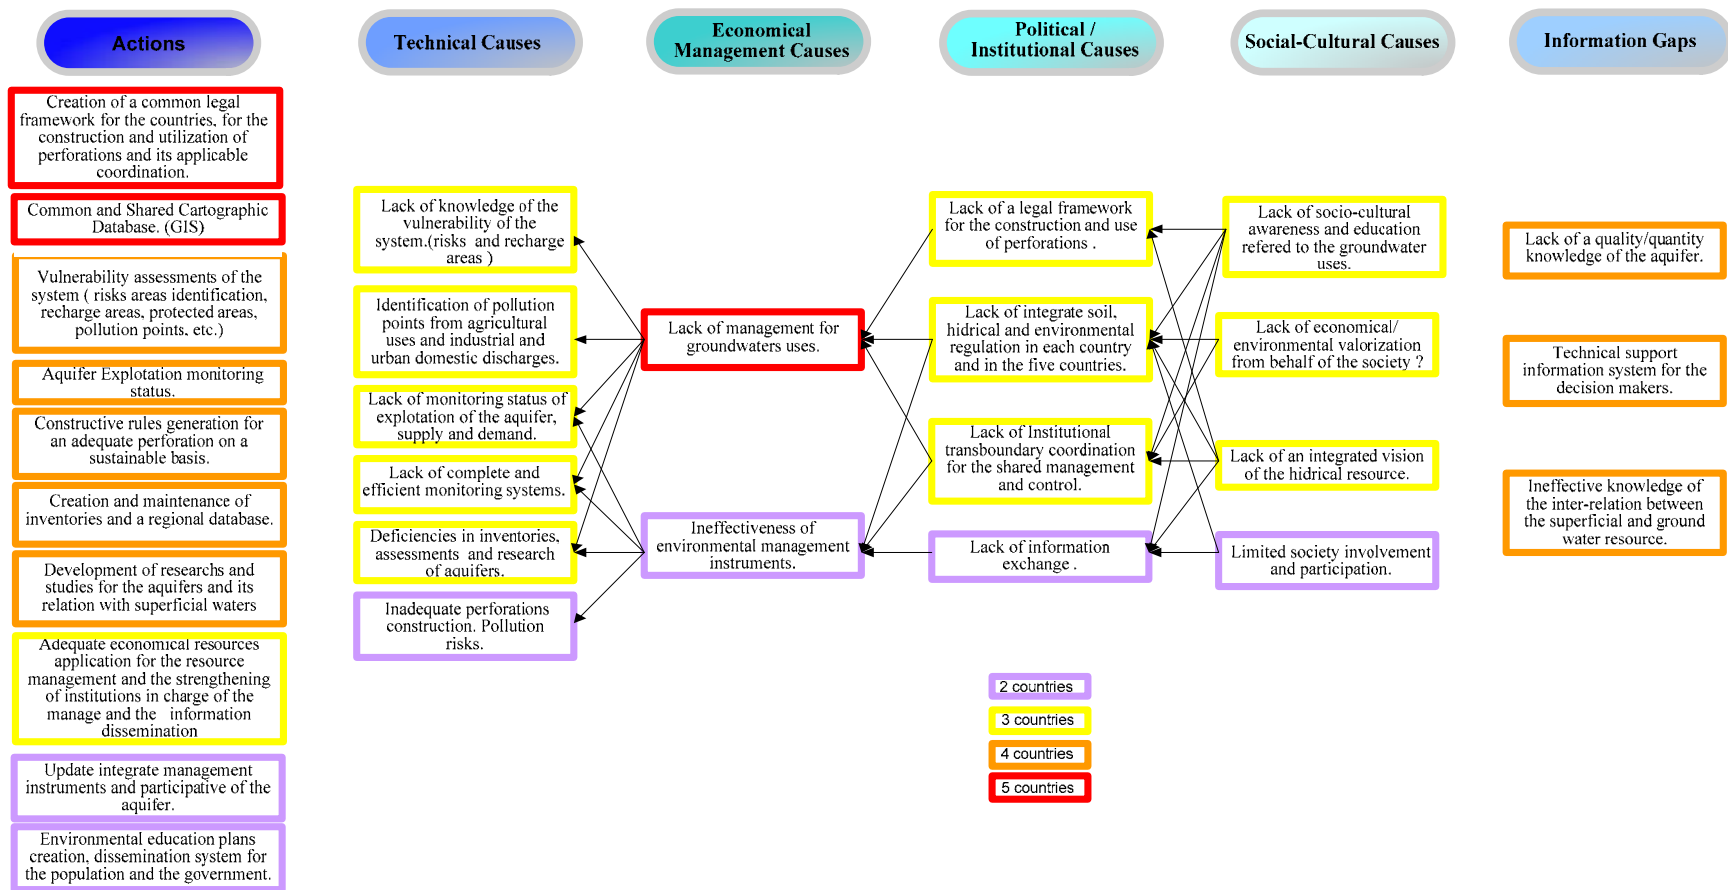 Actions
Technical Causes
Economical
Management Causes
Political /
Institutional Causes
Social-Cultural Causes
Information Gaps
Creation of a common legal
framework for the countries, for the
construction and utilization of
perforations and its applicable
coordination.
Common and Shared Cartographic
Database. (GIS)
Vulnerability assessments of the
system ( risks areas identification,
recharge areas, protected areas,
pollution points, etc.)
Aquifer Explotation monitoring
status.
Constructive rules generation for
an adequate perforation on a
sustainable basis.
Creation and maintenance of
inventories and a regional database.
Development of researchs and
studies for the aquifers and its
relation with superficial waters
Adequate economical resources
application for the resource
management and the strengthening
of institutions in charge of the
manage and the information
dissemination
Update integrate management
instruments and participative of the
aquifer.
Environmental education plans
creation, dissemination system for
the population and the government.
Lack of knowledge of the
vulnerability of the
system.(risks and recharge
areas )
Identification of pollution
points from agricultural
uses and industrial and
urban domestic discharges.
Lack of monitoring status of
explotation of the aquifer,
supply and demand.
Lack of complete and
efficient monitoring systems.
Deficiencies in inventories,
assessments and research
of aquifers.
Inadequate perforations
construction. Pollution
risks.
Lack of management for
groundwaters uses.
Ineffectiveness of
environmental management
instruments.
Lack of a legal framework
for the construction and use
of perforations .
Lack of integrate soil,
hidrical and environmental
regulation in each country
and in the five countries.
Lack of Institutional
transboundary coordination
for the shared management
and control.
Lack of information
exchange .
Lack of socio-cultural
awareness and education
refered to the groundwater
uses.
Lack of economical/
environmental valorization
from behalf of the society ?
Lack of an integrated vision
of the hidrical resource.
Limited society involvement
and participation.
Lack of a quality/quantity
knowledge of the aquifer.
Technical support
information system for the
decision makers.
Ineffective knowledge of
the inter-relation between
the superficial and ground
water resource.
2 countries
3 countries
4 countries
5 countries